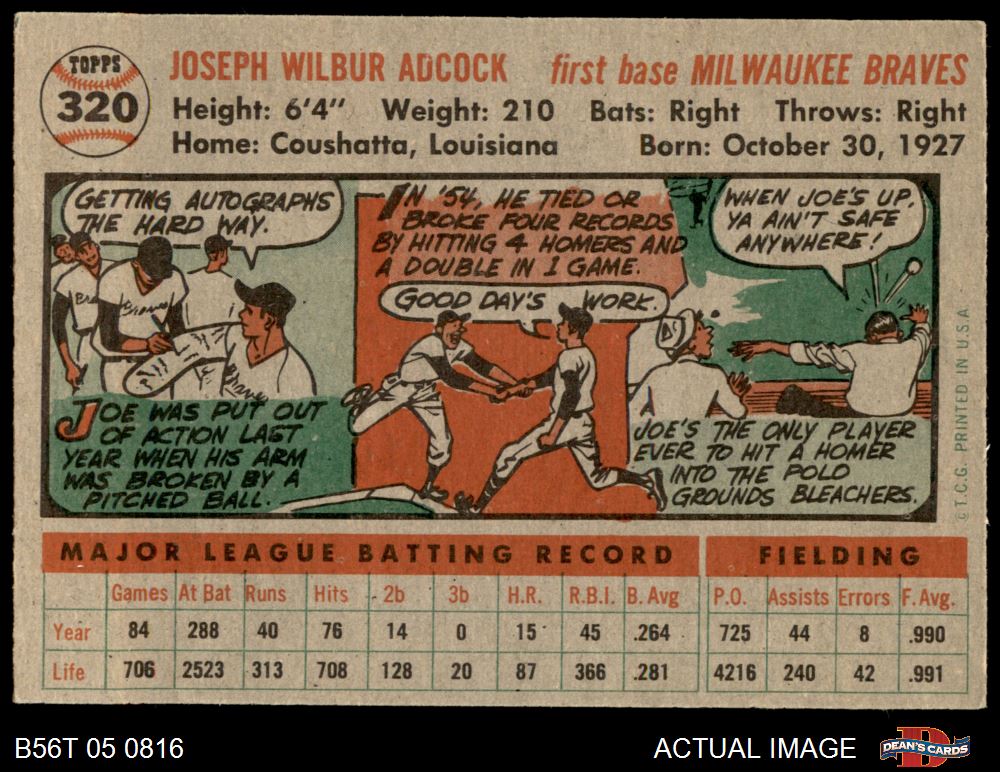 TOPPS
320
JOSEPH WILBUR ADCOCK first base MILWAUKEE BRAVES
Height: 6'4" Weight: 210 Bats: Right Throws: Right
Home: Coushatta, Louisiana Born: October 30, 1927
GETTING AUTOGRAPHS
THE HARD WAY.
Bra
Braves
Braves
JOE WAS PUT OUT
OF ACTION LAST
YEAR WHEN HIS ARM
WAS BROKEN BY A
PITCHED BALL.
IN '54, HE TIED OR
BROKE FOUR RECORDS
BY HITTING 4 HOMERS AND
A DOUBLE IN 1 GAME.
GOOD DAY'S WORK.
WHEN JOE'S UP,
YA AIN'T SAFE
ANYWHERE!
JOE'S THE ONLY PLAYER
EVER TO HIT A HOMER
INTO THE POLO
GROUNDS BLEACHERS.
© T.C.G. PRINTED IN U.S.A.
MAJOR LEAGUE BATTING RECORD FIELDING
Games At Bat Runs Hits 2b 3b H.R. R.B.I. B. Avg P.O. Assists Errors F. Avg.
Year 84 288 40 76 14 0 15 45 .264 725 44 8 .990
Life 706 2523 313 708 128 20 87 366 .281 4216 240 42 .991
B56T 05 0816 ACTUAL IMAGE D DEAN'S CARDS